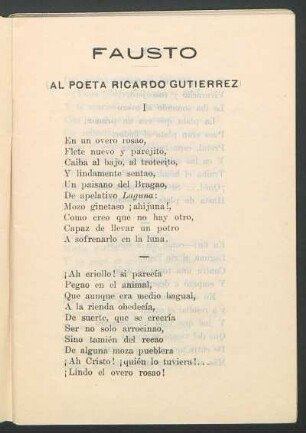 FAUSTO
(AL POETA RICARDO GUTIERREZ)
I
En un overo rosao,
Flete nuevo y parejito,
Caiba al bajo, al trotecito,
Y lindamente sentao,
Un paisano del Bragao,
De apelativo Laguna:
Mozo ginetaso ¡ahijuna!,
Como creo que no hay otro,
Capaz de llevar un potro
A sofrenarlo en la luna.
¡Ah criollo! si parecía
Pegao en el animal,
Que aunque era medio lagual,
A la rienda obedecía,
De suerte, que se creería
Ser no solo arrocinao,
Sino tamién del recao
De alguna moza pueblera
¡Ah Cristo! ¡quién lo tuviera!...
¡Lindo el overo rosao!